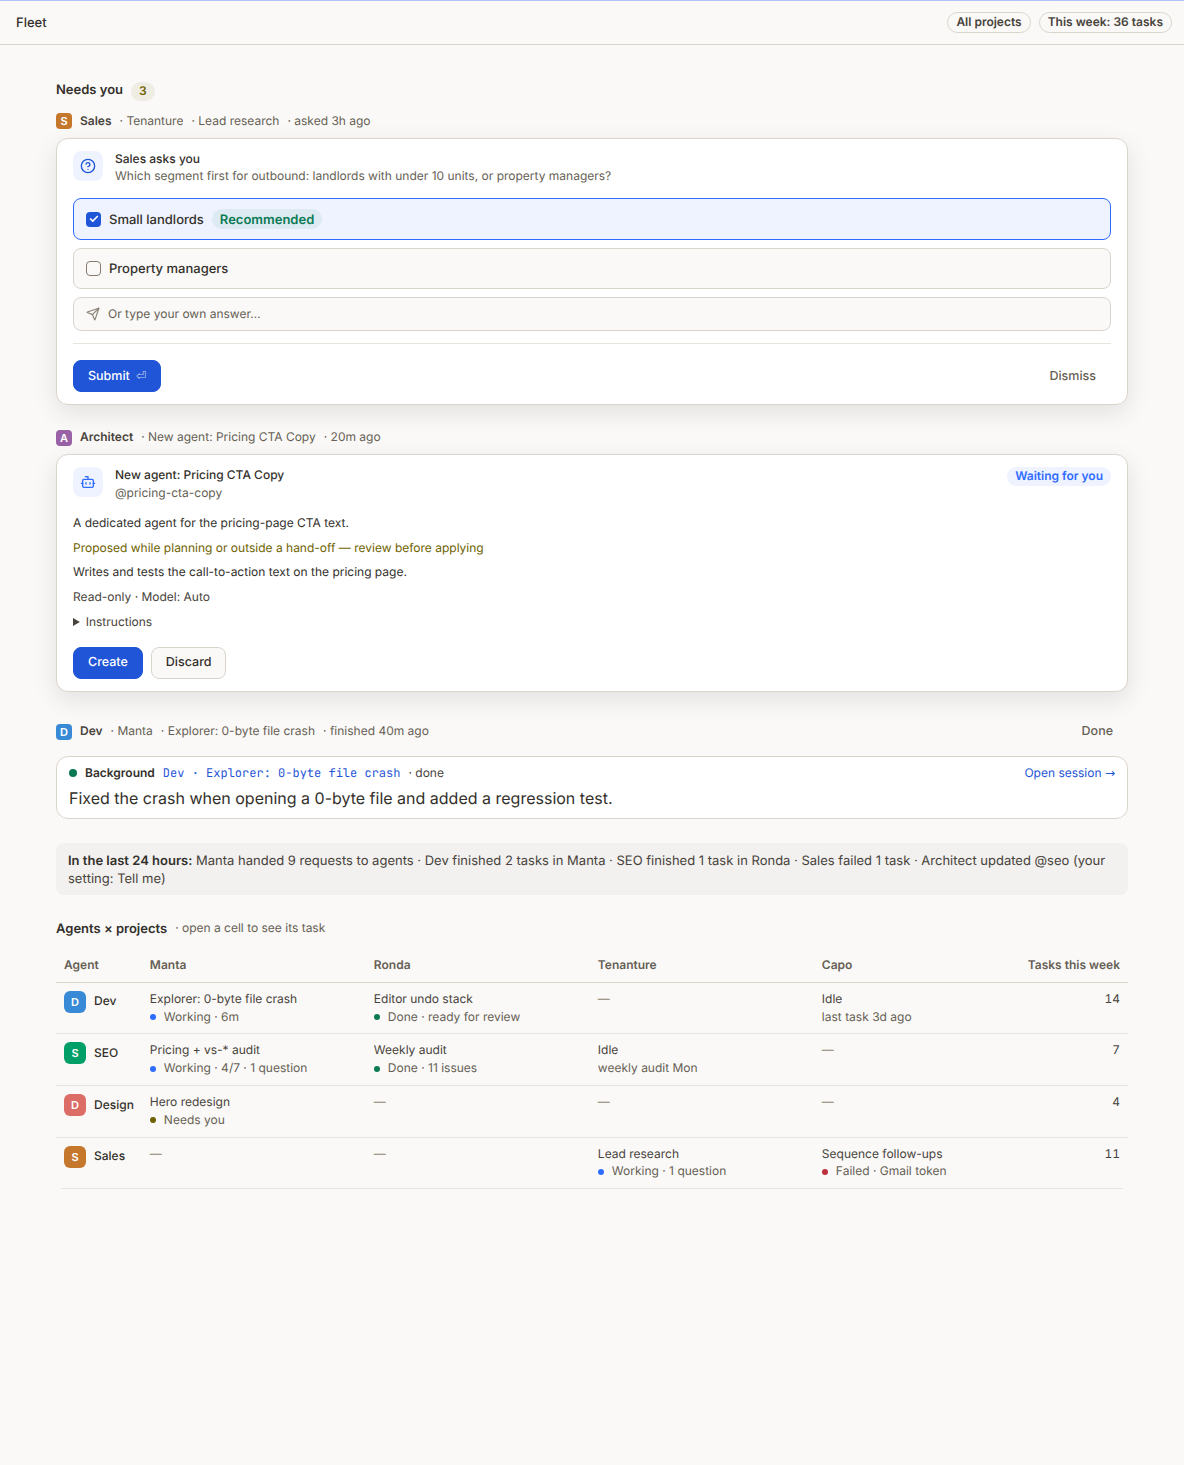 Fleet
All projects
This week: 36 tasks
Needs you 3
S Sales · Tenanture · Lead research · asked 3h ago
Sales asks you
Which segment first for outbound: landlords with under 10 units, or property managers?
Small landlords Recommended
Property managers
Or type your own answer...
Submit ⏎
Dismiss
A Architect · New agent: Pricing CTA Copy · 20m ago
New agent: Pricing CTA Copy
Waiting for you
@pricing-cta-copy
A dedicated agent for the pricing-page CTA text.
Proposed while planning or outside a hand-off — review before applying
Writes and tests the call-to-action text on the pricing page.
Read-only · Model: Auto
Instructions
Create
Discard
D Dev · Manta · Explorer: 0-byte file crash · finished 40m ago
Done
Background Dev · Explorer: 0-byte file crash · done
Open session →
Fixed the crash when opening a 0-byte file and added a regression test.
In the last 24 hours: Manta handed 9 requests to agents · Dev finished 2 tasks in Manta · SEO finished 1 task in Ronda · Sales failed 1 task · Architect updated @seo (your
setting: Tell me)
Agents × projects · open a cell to see its task
Agent Manta Ronda Tenanture Capo Tasks this week
D Dev
Explorer: 0-byte file crash
Working · 6m
Editor undo stack
Done · ready for review
—
Idle
last task 3d ago
14
S SEO
Pricing + vs-* audit
Working · 4/7 · 1 question
Weekly audit
Done · 11 issues
Idle
weekly audit Mon
—
7
D Design
Hero redesign
Needs you
—
—
—
4
S Sales
—
—
Lead research
Working · 1 question
Sequence follow-ups
Failed · Gmail token
11